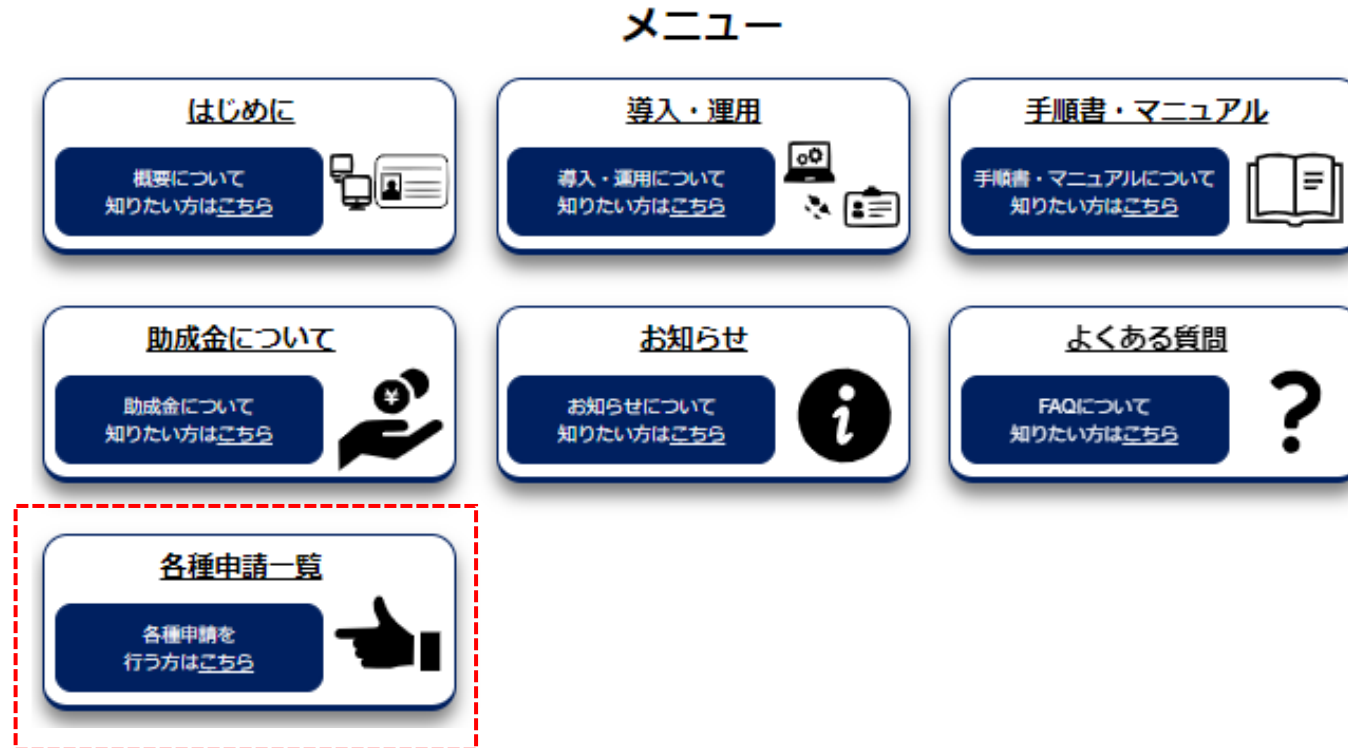 メニュー
はじめに
概要について
知りたい方はこちら
導入・運用
導入・運用について
知りたい方はこちら
手順書・マニュアル
手順書・マニュアルについて
知りたい方はこちら
助成金について
助成金について
知りたい方はこちら
¥
お知らせ
お知らせについて
知りたい方はこちら
i
よくある質問
FAQについて
知りたい方はこちら
?
各種申請一覧
各種申請を
行う方はこちら